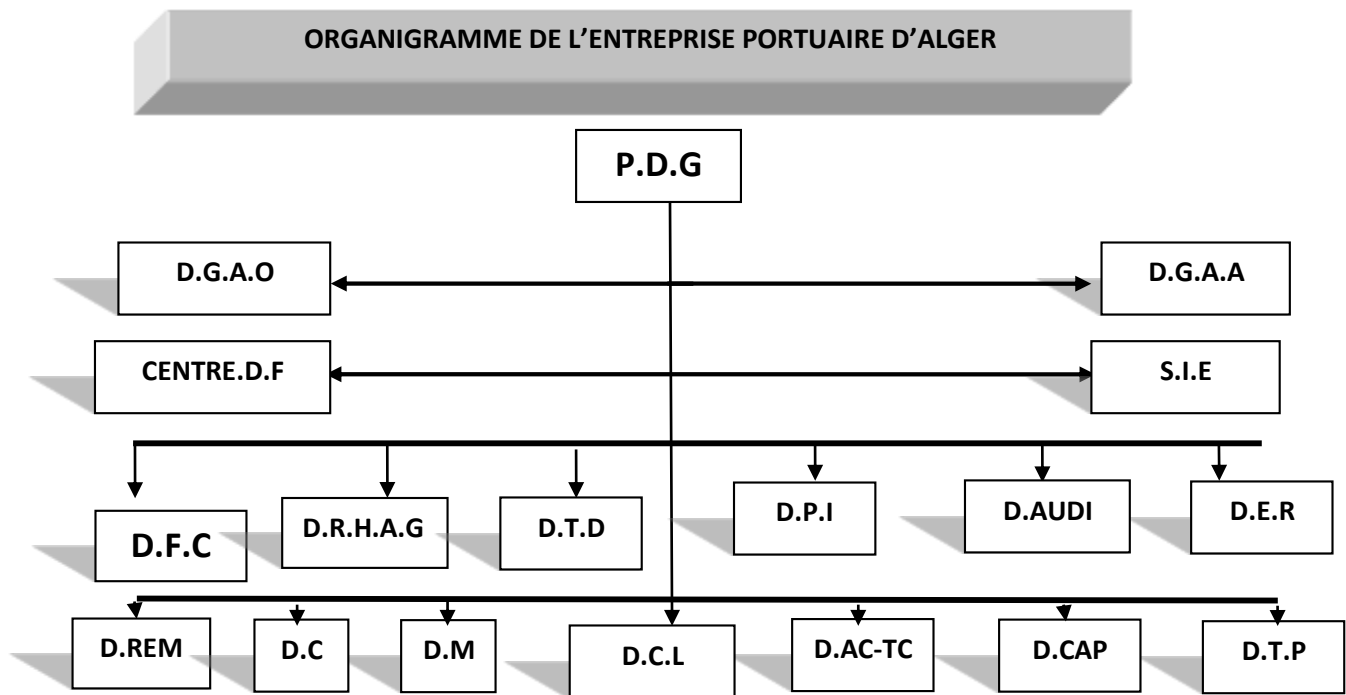 ORGANIGRAMME DE L’ENTREPRISE PORTUAIRE D’ALGER
P.D.G
D.G.A.O
D.G.A.A
CENTRE.D.F
S.I.E
D.F.C
D.R.H.A.G
D.T.D
D.P.I
D.AUDI
D.E.R
D.REM
D.C
D.M
D.C.L
D.AC-TC
D.CAP
D.T.P